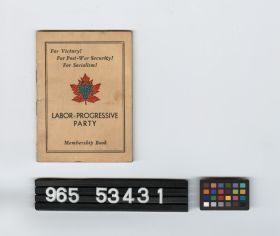 For Victory!
For Post-War Security!
For Socialism!
LABOR-PROGRESSIVE
PARTY
Membership Book
965 53431